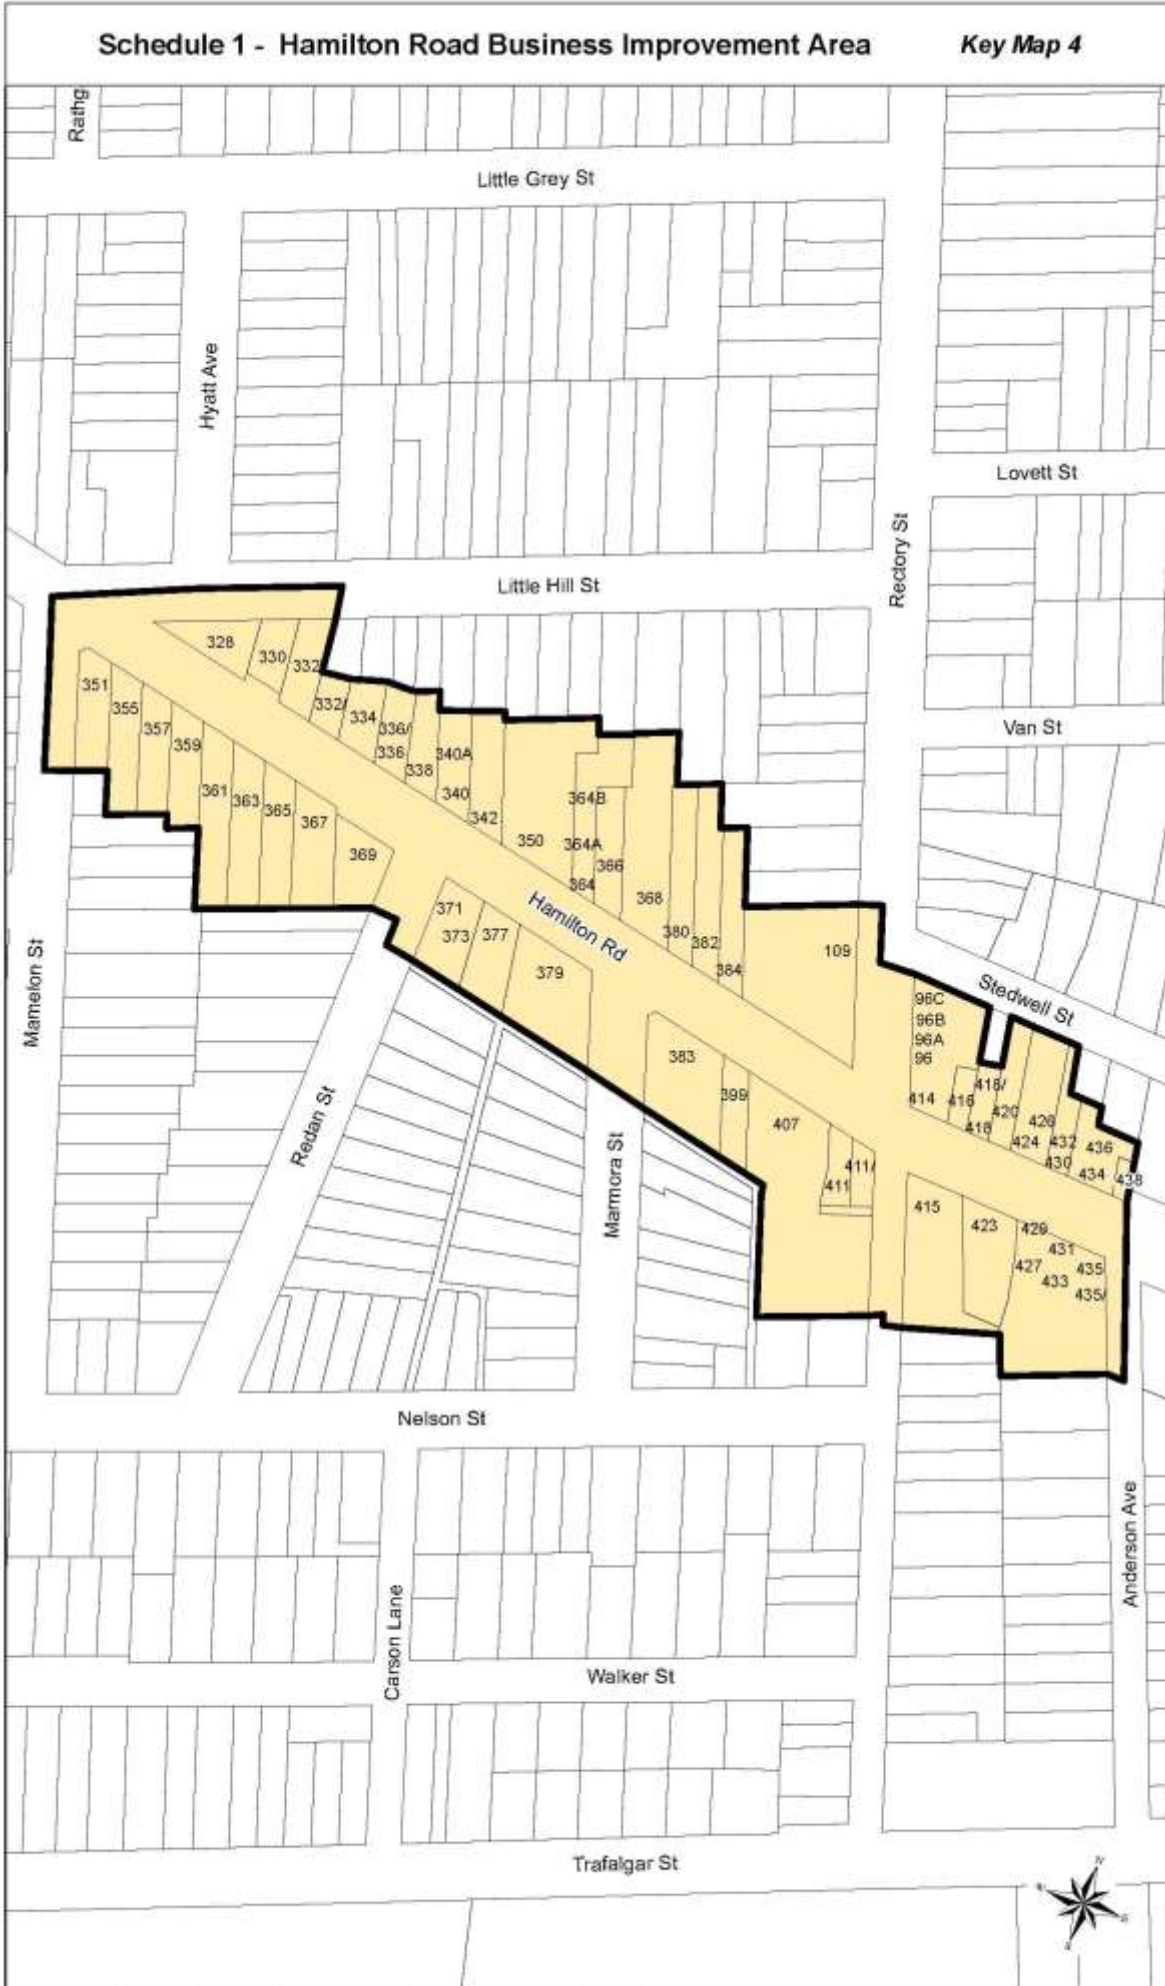 Schedule 1 - Hamilton Road Business Improvement Area
Key Map 4
Rathg
Little Grey St
Hyatt Ave
Lovett St
Rectory St
Little Hill St
328
330
332
351
355
357
359
332/
334
336/
336
338
340A
340
342
Van St
361
363
365
367
369
350
364B
364A
364
366
368
380
382
384
371
373
377
379
Hamilton Rd
109
Mamelon St
Stedwell St
96C
96B
96A
96
414
416
418/
418
420
424
426
432
430
436
434
438
383
399
407
411/
411
Redan St
Marmora St
415
423
429
431
427
433
435
435/
Nelson St
Anderson Ave
Carson Lane
Walker St
Trafalgar St
N